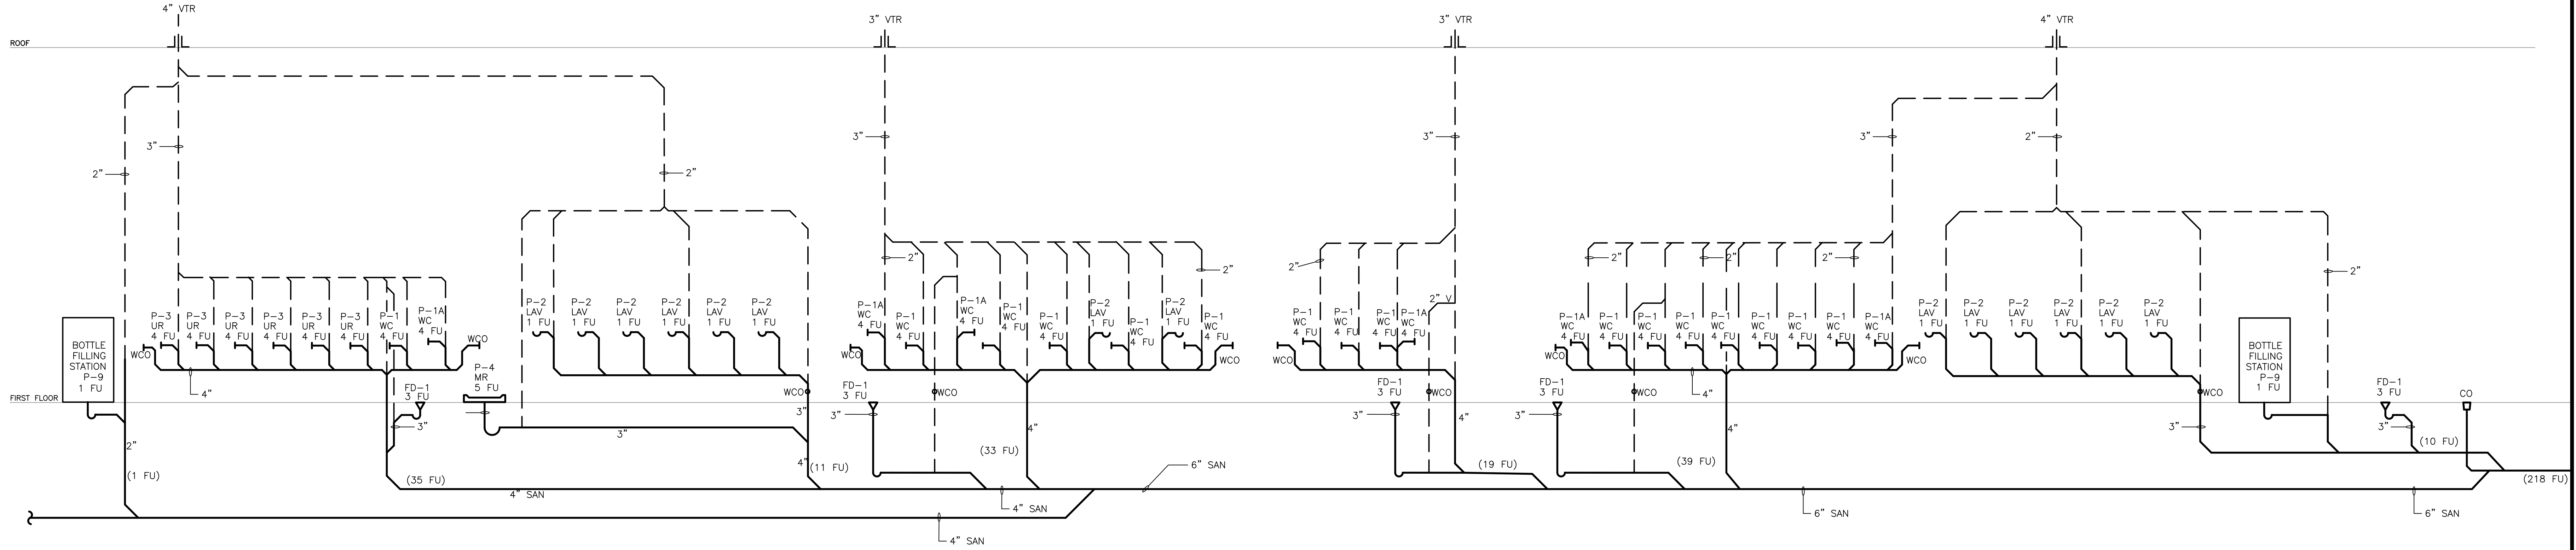 4" VTR
3" VTR
3" VTR
4" VTR
ROOF
3"
3"
3"
3"
2"
2"
2"
2"
2"
2"
2"
2"
2"
2"
2"
2" V
BOTTLE
FILLING
STATION
P-9
1 FU
WCO
P-3
UR
4 FU
P-3
UR
4 FU
P-3
UR
4 FU
P-3
UR
4 FU
P-3
UR
4 FU
P-3
UR
4 FU
P-1
WC
4 FU
P-1A
WC
4 FU
WCO
4"
FD-1
3 FU
3"
P-4
MR
5 FU
P-2
LAV
1 FU
P-2
LAV
1 FU
P-2
LAV
1 FU
P-2
LAV
1 FU
P-2
LAV
1 FU
P-2
LAV
1 FU
WCO
3"
3"
4"
(11 FU)
WCO
P-1A
WC
4 FU
P-1
WC
4 FU
P-1A
WC
4 FU
P-1
WC
4 FU
P-1
WC
4 FU
P-2
LAV
1 FU
P-1
WC
4 FU
P-2
LAV
1 FU
P-1
WC
4 FU
WCO
FD-1
3 FU
3"
WCO
4"
(33 FU)
WCO
P-1
WC
4 FU
P-1
WC
4 FU
P-1
WC
4 FU
P-1A
WC
4 FU
FD-1
3 FU
3"
WCO
4"
(19 FU)
WCO
P-1A
WC
4 FU
P-1
WC
4 FU
P-1
WC
4 FU
P-1
WC
4 FU
P-1
WC
4 FU
P-1
WC
4 FU
P-1
WC
4 FU
P-1
WC
4 FU
P-1A
WC
4 FU
WCO
FD-1
3 FU
3"
WCO
4"
4"
(39 FU)
P-2
LAV
1 FU
P-2
LAV
1 FU
P-2
LAV
1 FU
P-2
LAV
1 FU
P-2
LAV
1 FU
P-2
LAV
1 FU
WCO
3"
BOTTLE
FILLING
STATION
P-9
1 FU
FD-1
3 FU
3"
CO
(10 FU)
FIRST FLOOR
2"
(1 FU)
(35 FU)
4" SAN
4" SAN
6" SAN
4" SAN
6" SAN
6" SAN
(218 FU)